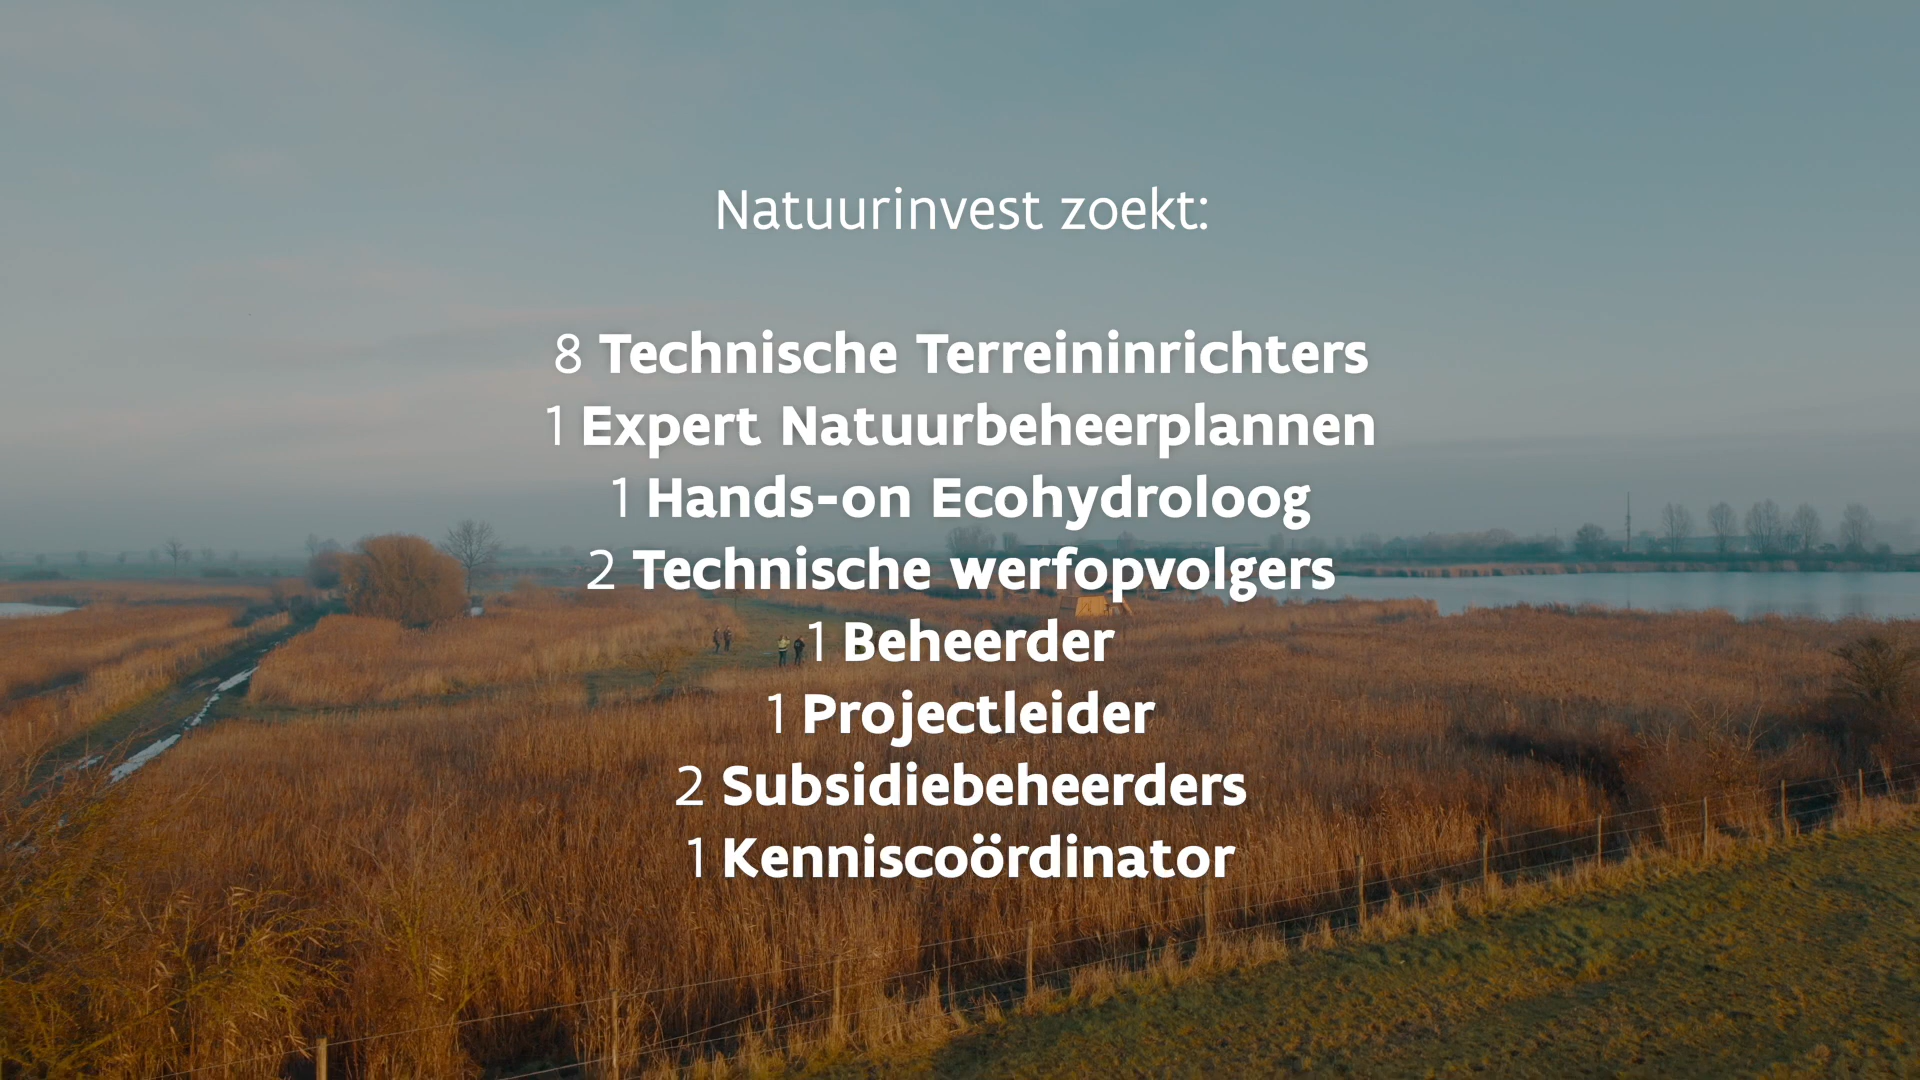 Natuurinvest zoekt:
8 Technische Terreininrichters
1 Expert Natuurbeheerplannen
1 Hands-on Ecohydroloog
2 Technische werfopvolgers
1 Beheerder
1 Projectleider
2 Subsidiebeheerders
1 Kenniscoördinator